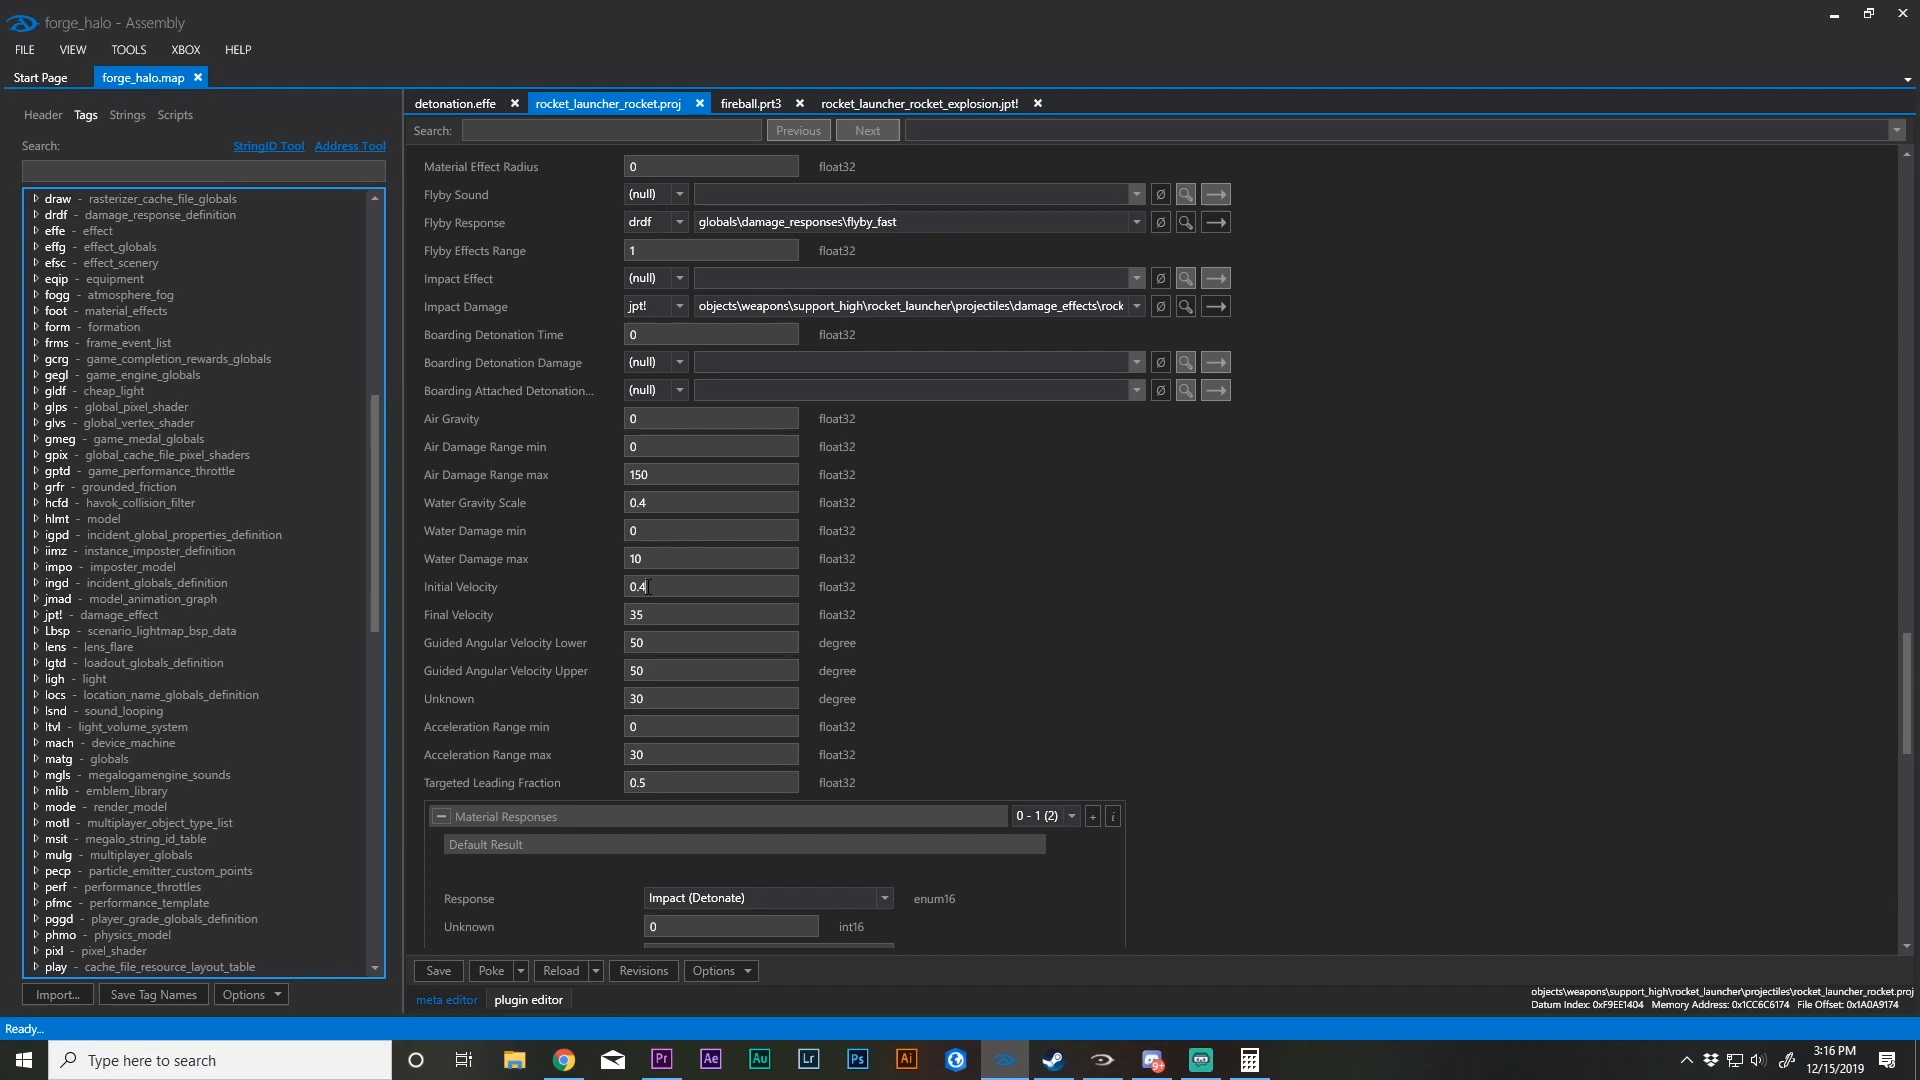 forge_halo - Assembly
FILE VIEW TOOLS XBOX HELP
Start Page forge_halo.map
Header Tags Strings Scripts
Search: StringID Tool Address Tool
draw - rasterizer_cache_file_globals
drdf - damage_response_definition
effe - effect
effg - effect_globals
efsc - effect_scenery
eqip - equipment
fogg - atmosphere_fog
foot - material_effects
form - formation
frms - frame_event_list
gcrg - game_completion_rewards_globals
gegl - game_engine_globals
gldf - cheap_light
glps - global_pixel_shader
glvs - global_vertex_shader
gmeg - game_medal_globals
gpix - global_cache_file_pixel_shaders
gptd - game_performance_throttle
grfr - grounded_friction
hcfd - havok_collision_filter
hlmt - model
igpd - incident_global_properties_definition
iimz - instance_imposter_definition
impo - imposter_model
ingd - incident_globals_definition
jmad - model_animation_graph
jpt! - damage_effect
Lbsp - scenario_lightmap_bsp_data
lens - lens_flare
lgtd - loadout_globals_definition
ligh - light
locs - location_name_globals_definition
lsnd - sound_looping
ltvl - light_volume_system
mach - device_machine
matg - globals
mgls - megalogamengine_sounds
mlib - emblem_library
mode - render_model
motl - multiplayer_object_type_list
msit - megalo_string_id_table
mulg - multiplayer_globals
pecp - particle_emitter_custom_points
perf - performance_throttles
pfmc - performance_template
pggd - player_grade_globals_definition
phmo - physics_model
pixl - pixel_shader
play - cache_file_resource_layout_table
Import... Save Tag Names Options
detonation.effe rocket_launcher_rocket.proj fireball.prt3 rocket_launcher_rocket_explosion.jpt!
Search: Previous Next
Material Effect Radius 0 float32
Flyby Sound (null)
Flyby Response drdf globals\damage_responses\flyby_fast
Flyby Effects Range 1 float32
Impact Effect (null)
Impact Damage jpt! objects\weapons\support_high\rocket_launcher\projectiles\damage_effects\rock
Boarding Detonation Time 0 float32
Boarding Detonation Damage (null)
Boarding Attached Detonation... (null)
Air Gravity 0 float32
Air Damage Range min 0 float32
Air Damage Range max 150 float32
Water Gravity Scale 0.4 float32
Water Damage min 0 float32
Water Damage max 10 float32
Initial Velocity 0.4 float32
Final Velocity 35 float32
Guided Angular Velocity Lower 50 degree
Guided Angular Velocity Upper 50 degree
Unknown 30 degree
Acceleration Range min 0 float32
Acceleration Range max 30 float32
Targeted Leading Fraction 0.5 float32
Material Responses 0 - 1 (2) + i
Default Result
Response Impact (Detonate) enum16
Unknown 0 int16
Save Poke Reload Revisions Options
meta editor plugin editor
objects\weapons\support_high\rocket_launcher\projectiles\rocket_launcher_rocket.proj
Datum Index: 0xF9EE1404 Memory Address: 0x1CC6C6174 File Offset: 0x1A0A9174
Ready...
Type here to search
Pr Ae Au Lr Ps Ai 9+
3:16 PM
12/15/2019